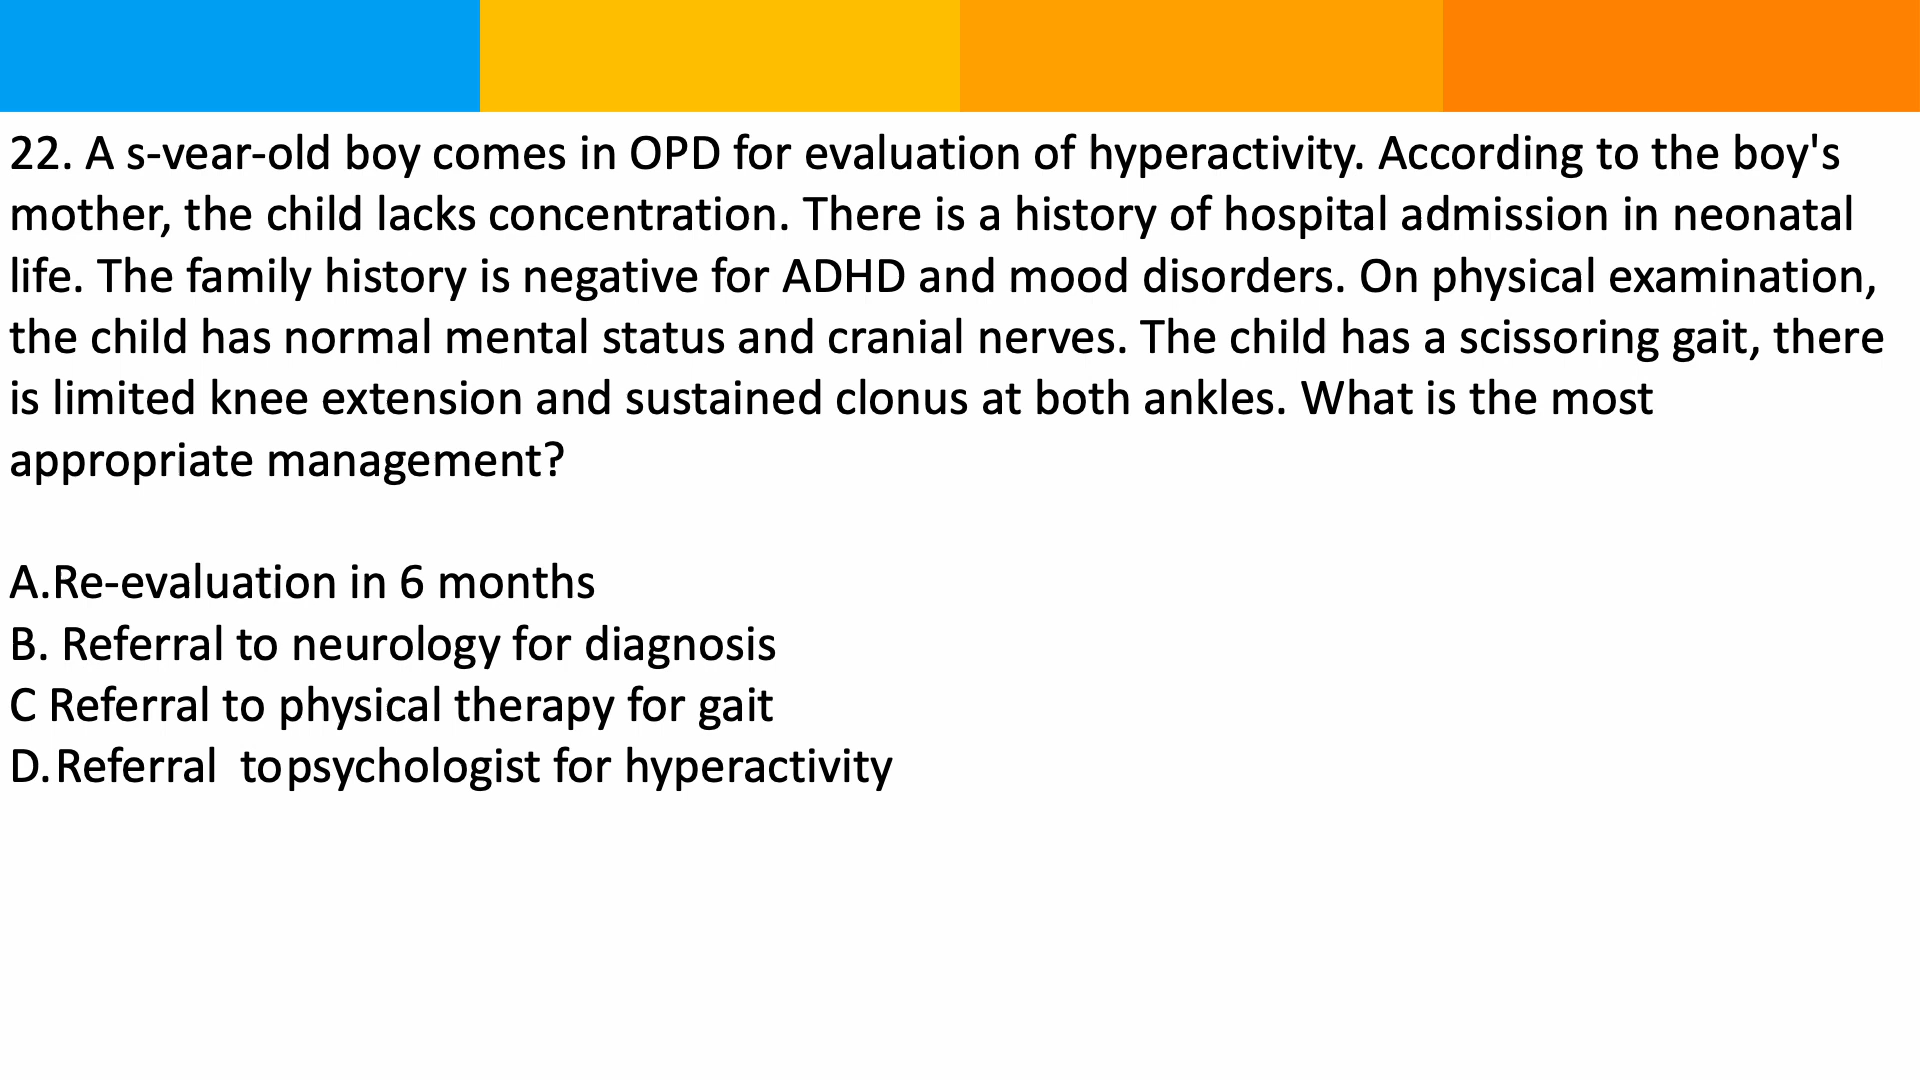 22. A s-vear-old boy comes in OPD for evaluation of hyperactivity. According to the boy's
mother, the child lacks concentration. There is a history of hospital admission in neonatal
life. The family history is negative for ADHD and mood disorders. On physical examination,
the child has normal mental status and cranial nerves. The child has a scissoring gait, there
is limited knee extension and sustained clonus at both ankles. What is the most
appropriate management?
A.Re-evaluation in 6 months
B. Referral to neurology for diagnosis
C Referral to physical therapy for gait
D.Referral topsychologist for hyperactivity